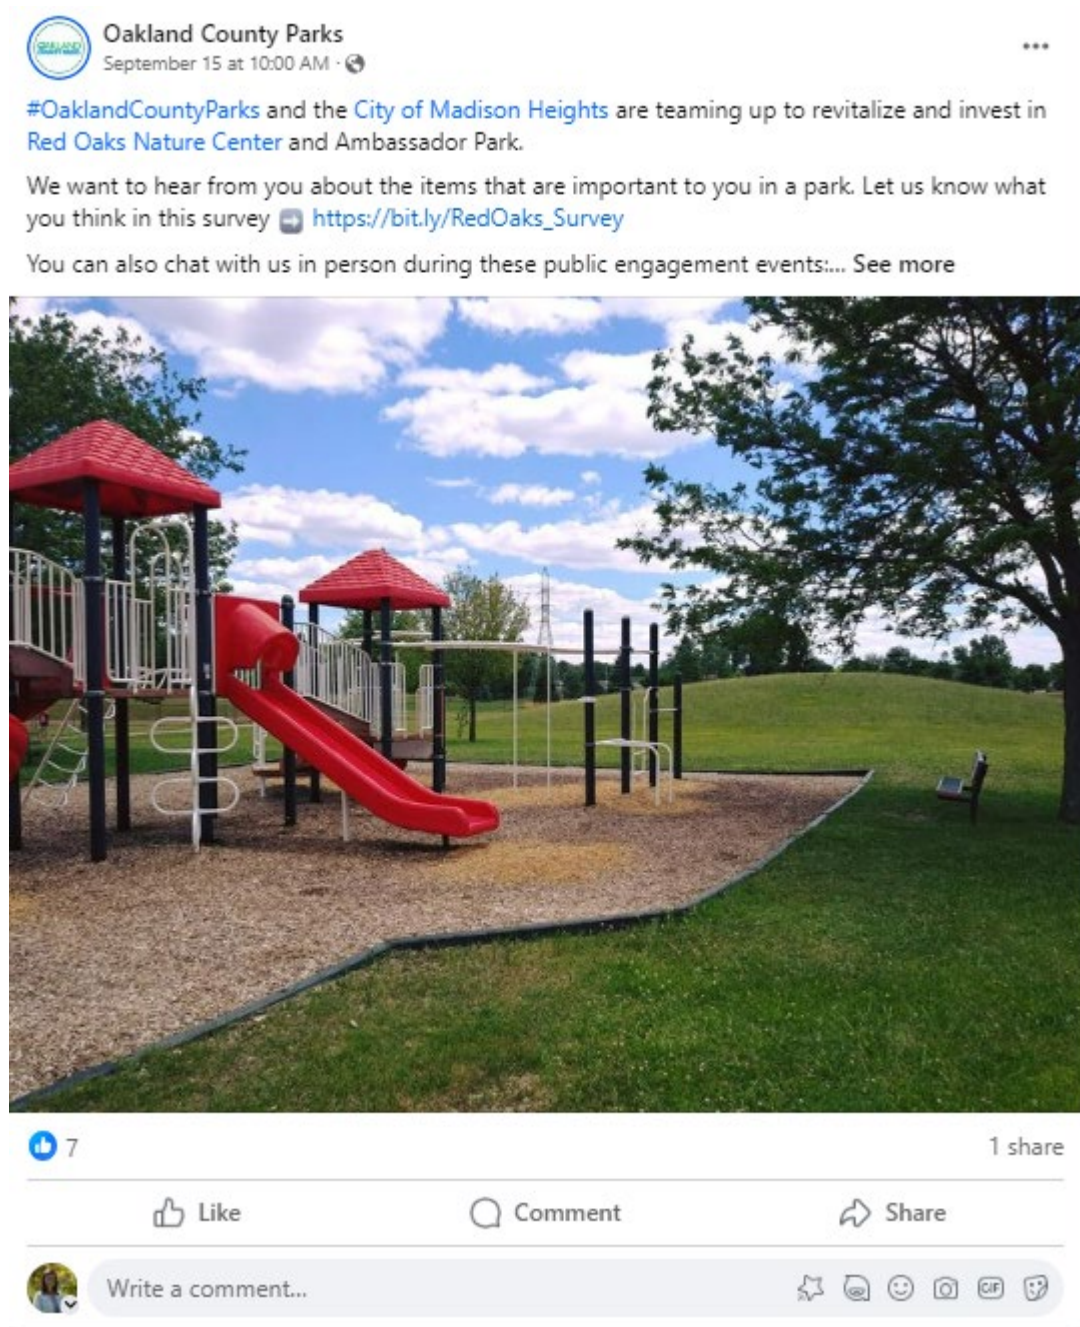 Oakland County Parks
September 15 at 10:00 AM ·
#OaklandCountyParks and the City of Madison Heights are teaming up to revitalize and invest in
Red Oaks Nature Center and Ambassador Park.
We want to hear from you about the items that are important to you in a park. Let us know what
you think in this survey ➡️ https://bit.ly/RedOaks_Survey
You can also chat with us in person during these public engagement events:... See more
7
1 share
Like
Comment
Share
Write a comment...
GIF